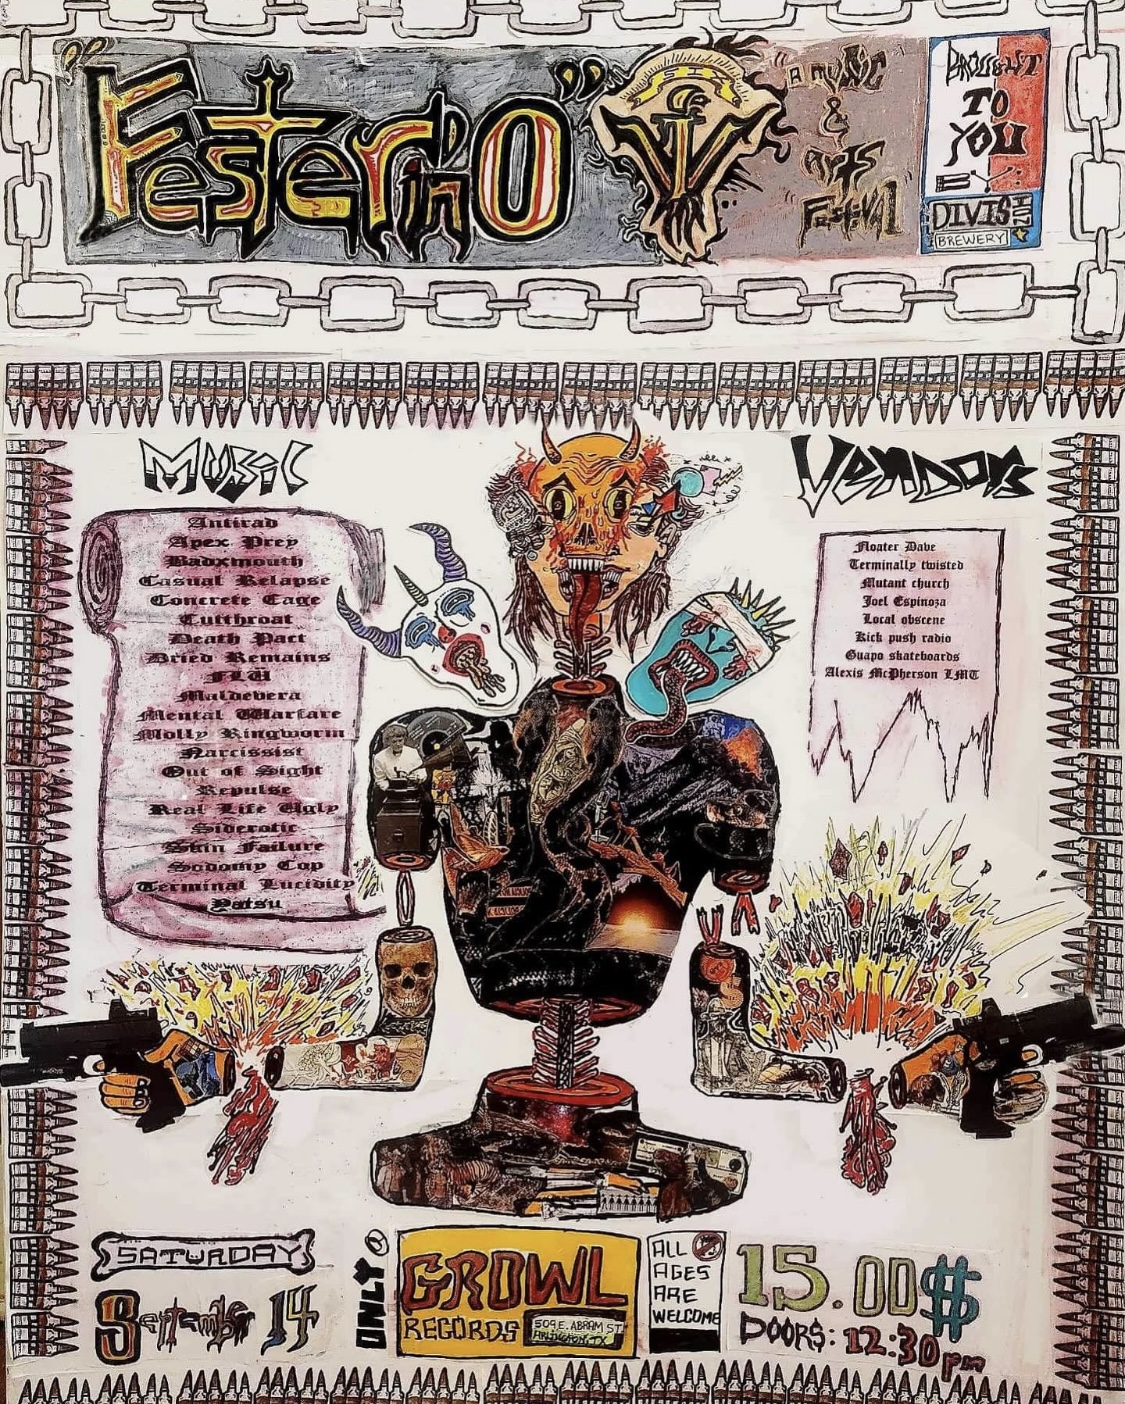 "Festerino"
SIX
VI
A MUSIC
&
ARTS
Festival
BROUGHT
TO
YOU
BY:
DIVISION
BREWERY
MUSIC
Antirad
Apex Prey
Badxmouth
Casual Relapse
Concrete Cage
Cutthroat
Death Pact
Dried Remains
FLU
Maldevera
Mental Warfare
Molly Ringworm
Narcissist
Out of Sight
Repulse
Real Life Ugly
Siderotic
Skin Failure
Sodomy Cop
Terminal Lucidity
Yatsu
Vendors
Floater Dave
Terminally twisted
Mutant church
Joel Espinoza
Local obscene
Kick push radio
Guapo skateboards
Alexis McPherson LMT
SATURDAY
September 14
ONLY @
GROWL
RECORDS
509 E. ABRAM ST
ARLINGTON, TX
ALL
AGES
ARE
WELCOME
15.00$
DOORS: 12:30pm